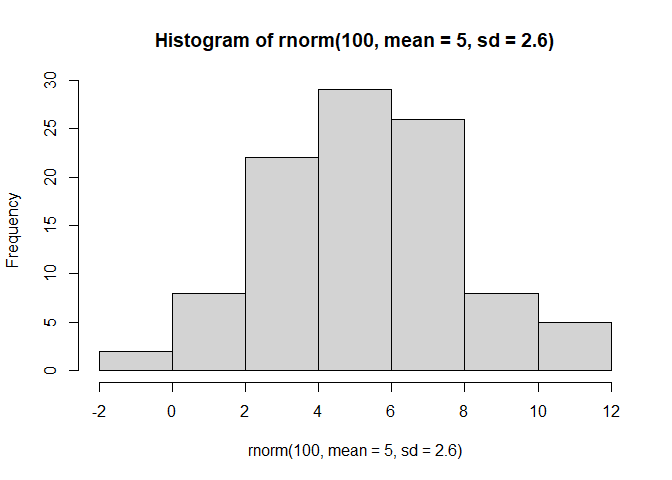 Histogram of rnorm(100, mean = 5, sd = 2.6)
Frequency
30
25
20
15
10
5
0
-2 0 2 4 6 8 10 12
rnorm(100, mean = 5, sd = 2.6)